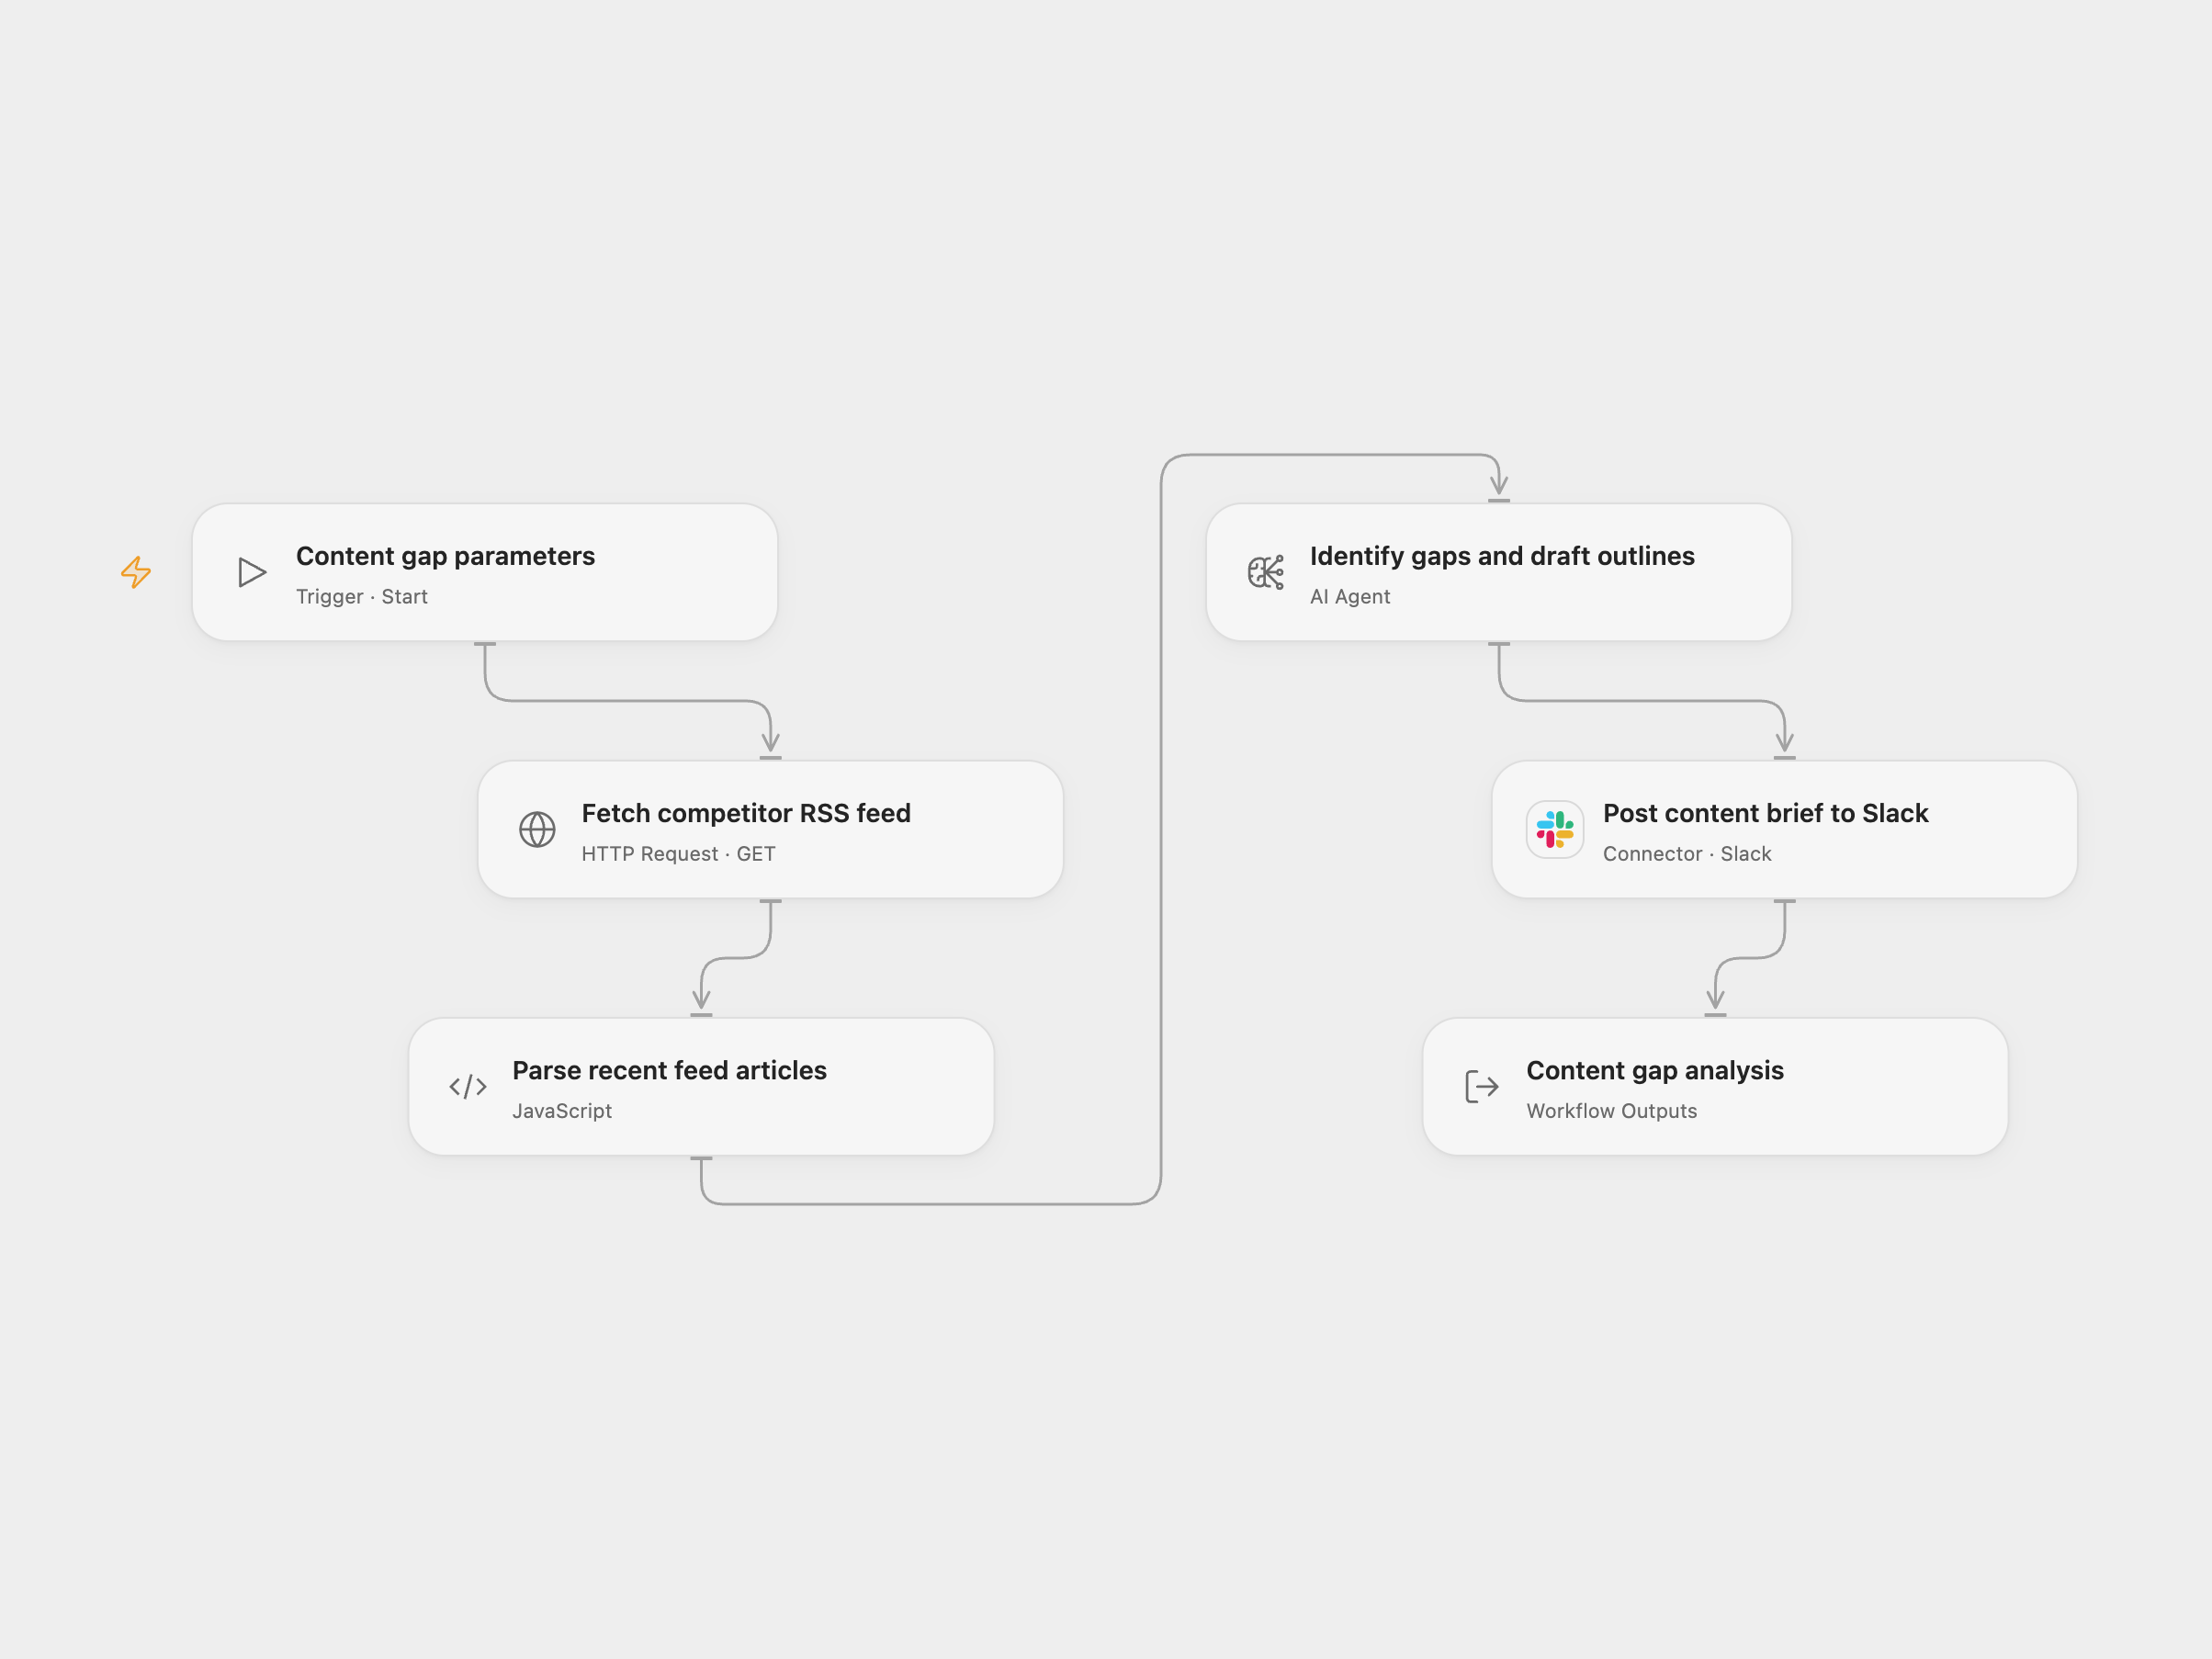 Content gap parameters
Trigger · Start
Fetch competitor RSS feed
HTTP Request · GET
Parse recent feed articles
JavaScript
Identify gaps and draft outlines
AI Agent
Post content brief to Slack
Connector · Slack
Content gap analysis
Workflow Outputs